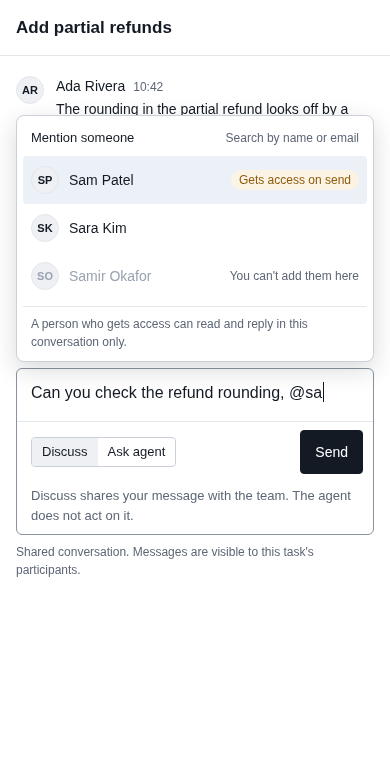 Add partial refunds
AR
Ada Rivera 10:42
The rounding in the partial refund looks off by a
Mention someone
Search by name or email
SP Sam Patel Gets access on send
SK Sara Kim
SO Samir Okafor You can't add them here
A person who gets access can read and reply in this
conversation only.
Can you check the refund rounding, @sa
Discuss Ask agent
Send
Discuss shares your message with the team. The agent
does not act on it.
Shared conversation. Messages are visible to this task's
participants.